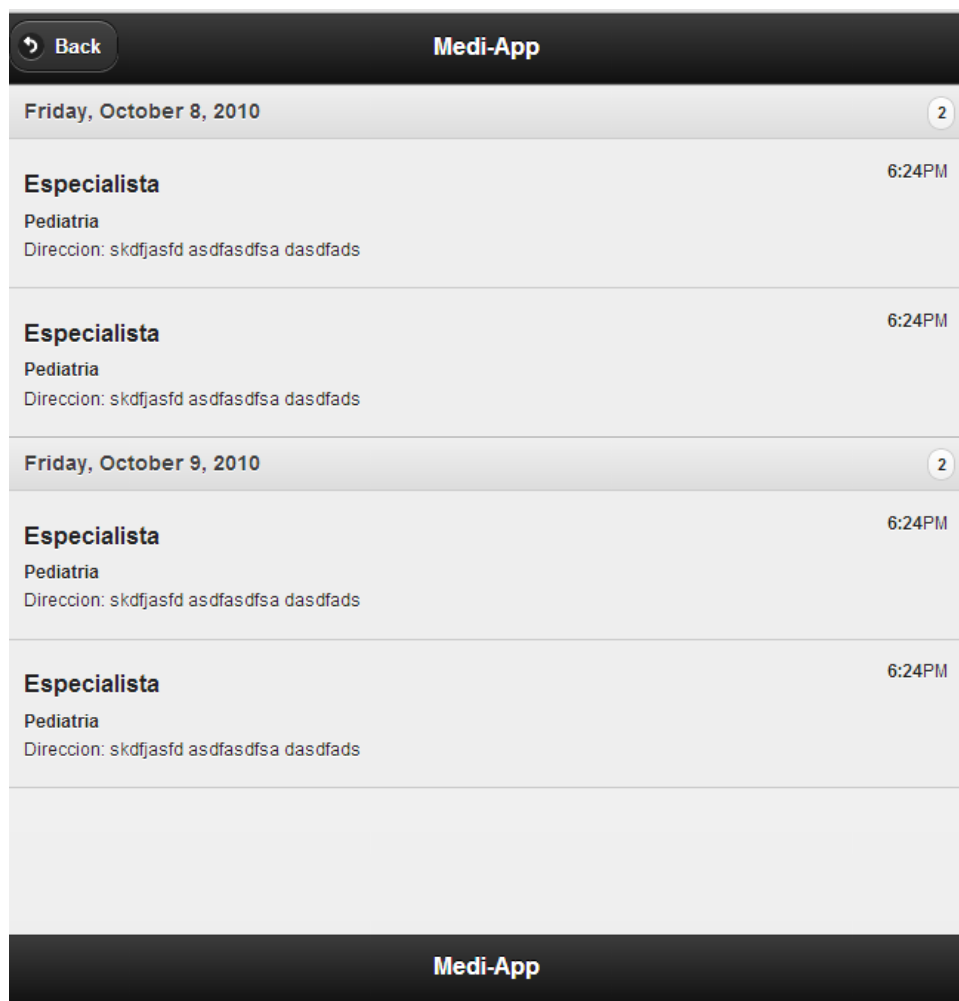 Back
Medi-App
Friday, October 8, 2010 2
Especialista 6:24PM
Pediatria
Direccion: skdfjasfd asdfasdfsa dasdfads
Especialista 6:24PM
Pediatria
Direccion: skdfjasfd asdfasdfsa dasdfads
Friday, October 9, 2010 2
Especialista 6:24PM
Pediatria
Direccion: skdfjasfd asdfasdfsa dasdfads
Especialista 6:24PM
Pediatria
Direccion: skdfjasfd asdfasdfsa dasdfads
Medi-App